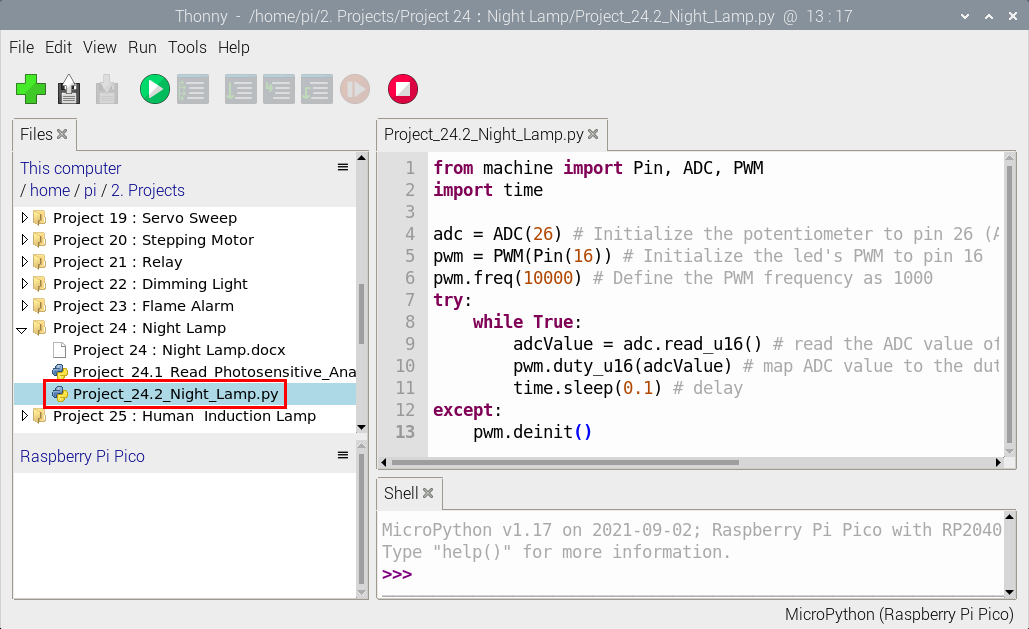 Thonny - /home/pi/2. Projects/Project 24 : Night Lamp/Project_24.2_Night_Lamp.py @ 13 : 17
File Edit View Run Tools Help
Files
This computer
/ home / pi / 2. Projects
Project 19 : Servo Sweep
Project 20 : Stepping Motor
Project 21 : Relay
Project 22 : Dimming Light
Project 23 : Flame Alarm
Project 24 : Night Lamp
Project 24 : Night Lamp.docx
Project_24.1_Read_Photosensitive_Ana
Project_24.2_Night_Lamp.py
Project 25 : Human Induction Lamp
Raspberry Pi Pico
Project_24.2_Night_Lamp.py
1 from machine import Pin, ADC, PWM
2 import time
3
4 adc = ADC(26) # Initialize the potentiometer to pin 26 (A
5 pwm = PWM(Pin(16)) # Initialize the led's PWM to pin 16
6 pwm.freq(10000) # Define the PWM frequency as 1000
7 try:
8 while True:
9 adcValue = adc.read_u16() # read the ADC value of
10 pwm.duty_u16(adcValue) # map ADC value to the dut
11 time.sleep(0.1) # delay
12 except:
13 pwm.deinit()
Shell
MicroPython v1.17 on 2021-09-02; Raspberry Pi Pico with RP2040
Type "help()" for more information.
>>>
MicroPython (Raspberry Pi Pico)